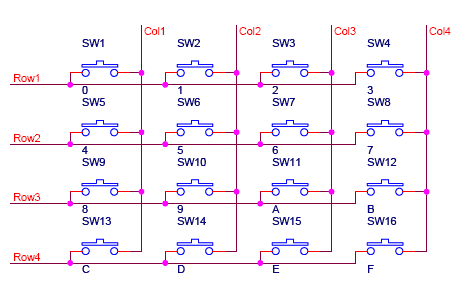 Col1 Col2 Col3 Col4
SW1 SW2 SW3 SW4
Row1
0 1 2 3
SW5 SW6 SW7 SW8
Row2
4 5 6 7
SW9 SW10 SW11 SW12
Row3
8 9 A B
SW13 SW14 SW15 SW16
Row4
C D E F